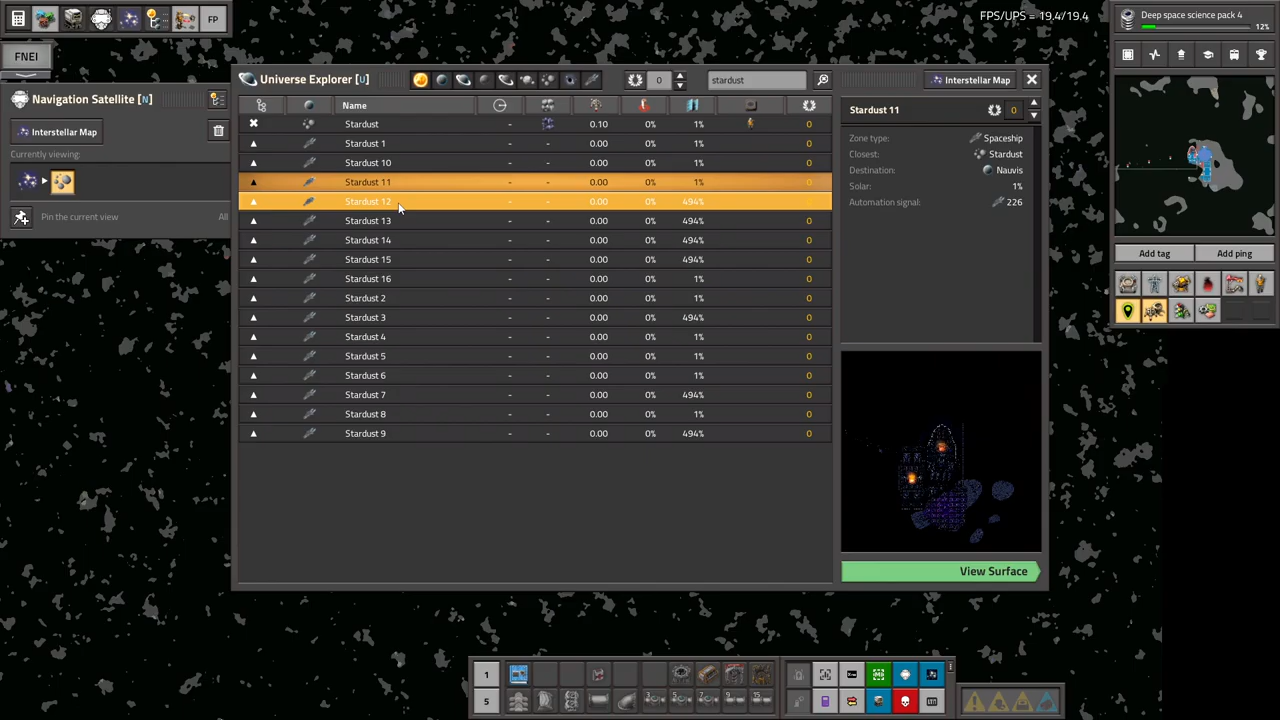 FP
FPS/UPS = 19.4/19.4
Deep space science pack 4
12%
FNEI
Universe Explorer [U]
0
stardust
Interstellar Map
Navigation Satellite [N]
Interstellar Map
Currently viewing:
Pin the current view
All
Name
Stardust - 0.10 0% 1% 0
Stardust 1 - - 0.00 0% 1% 0
Stardust 10 - - 0.00 0% 1% 0
Stardust 11 - - 0.00 0% 1% 0
Stardust 12 - - 0.00 0% 494% 0
Stardust 13 - - 0.00 0% 494% 0
Stardust 14 - - 0.00 0% 494% 0
Stardust 15 - - 0.00 0% 494% 0
Stardust 16 - - 0.00 0% 1% 0
Stardust 2 - - 0.00 0% 1% 0
Stardust 3 - - 0.00 0% 494% 0
Stardust 4 - - 0.00 0% 1% 0
Stardust 5 - - 0.00 0% 1% 0
Stardust 6 - - 0.00 0% 1% 0
Stardust 7 - - 0.00 0% 494% 0
Stardust 8 - - 0.00 0% 1% 0
Stardust 9 - - 0.00 0% 494% 0
Stardust 11 0
Zone type: Spaceship
Closest: Stardust
Destination: Nauvis
Solar: 1%
Automation signal: 226
View Surface
Add tag
Add ping
1
5
3 5 7 9 15